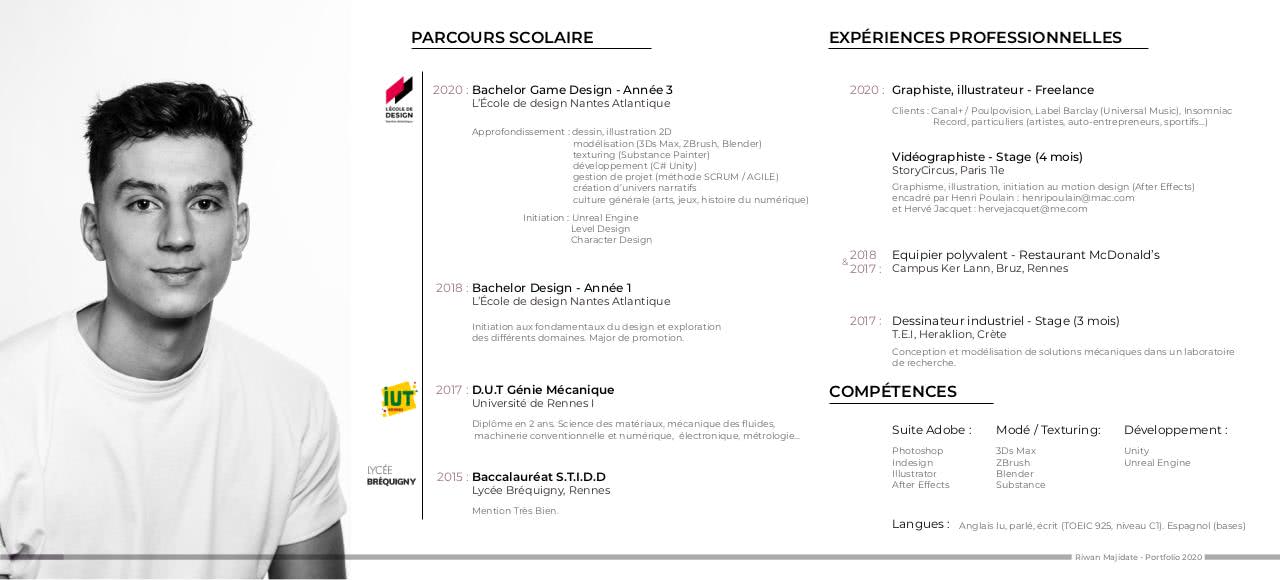 PARCOURS SCOLAIRE
L'ÉCOLE DE
DESIGN
Nantes Atlantique
2020 : Bachelor Game Design - Année 3
L'École de design Nantes Atlantique
Approfondissement : dessin, illustration 2D
modélisation (3Ds Max, ZBrush, Blender)
texturing (Substance Painter)
développement (C# Unity)
gestion de projet (méthode SCRUM / AGILE)
création d'univers narratifs
culture générale (arts, jeux, histoire du numérique)
Initiation : Unreal Engine
Level Design
Character Design
2018 : Bachelor Design - Année 1
L'École de design Nantes Atlantique
Initiation aux fondamentaux du design et exploration
des différents domaines. Major de promotion.
iUT
RENNES
2017 : D.U.T Génie Mécanique
Université de Rennes I
Diplôme en 2 ans. Science des matériaux, mécanique des fluides,
machinerie conventionnelle et numérique, électronique, métrologie...
LYCÉE
BRÉQUIGNY
2015 : Baccalauréat S.T.I.D.D
Lycée Bréquigny, Rennes
Mention Très Bien.
EXPÉRIENCES PROFESSIONNELLES
2020 : Graphiste, illustrateur - Freelance
Clients : Canal+ / Poulpovision, Label Barclay (Universal Music), Insomniac
Record, particuliers (artistes, auto-entrepreneurs, sportifs...)
Vidéographiste - Stage (4 mois)
StoryCircus, Paris 11e
Graphisme, illustration, initiation au motion design (After Effects)
encadré par Henri Poulain : henripoulain@mac.com
et Hervé Jacquet : hervejacquet@me.com
& 2018 Equipier polyvalent - Restaurant McDonald's
2017 : Campus Ker Lann, Bruz, Rennes
2017 : Dessinateur industriel - Stage (3 mois)
T.E.I, Heraklion, Crète
Conception et modélisation de solutions mécaniques dans un laboratoire
de recherche.
COMPÉTENCES
Suite Adobe : Modé / Texturing: Développement :
Photoshop 3Ds Max Unity
Indesign ZBrush Unreal Engine
Illustrator Blender
After Effects Substance
Langues : Anglais lu, parlé, écrit (TOEIC 925, niveau C1). Espagnol (bases)
Riwan Majidate - Portfolio 2020